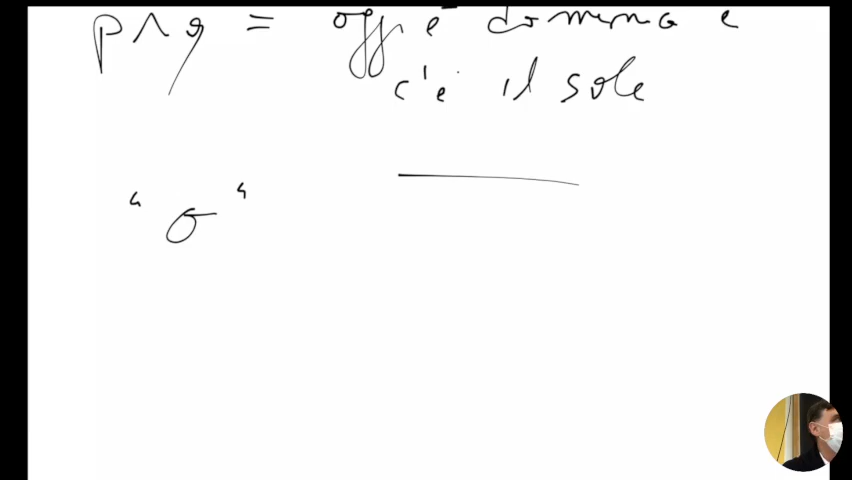 p ∧ q = oggi è domenica e
c'è il sole
"σ"